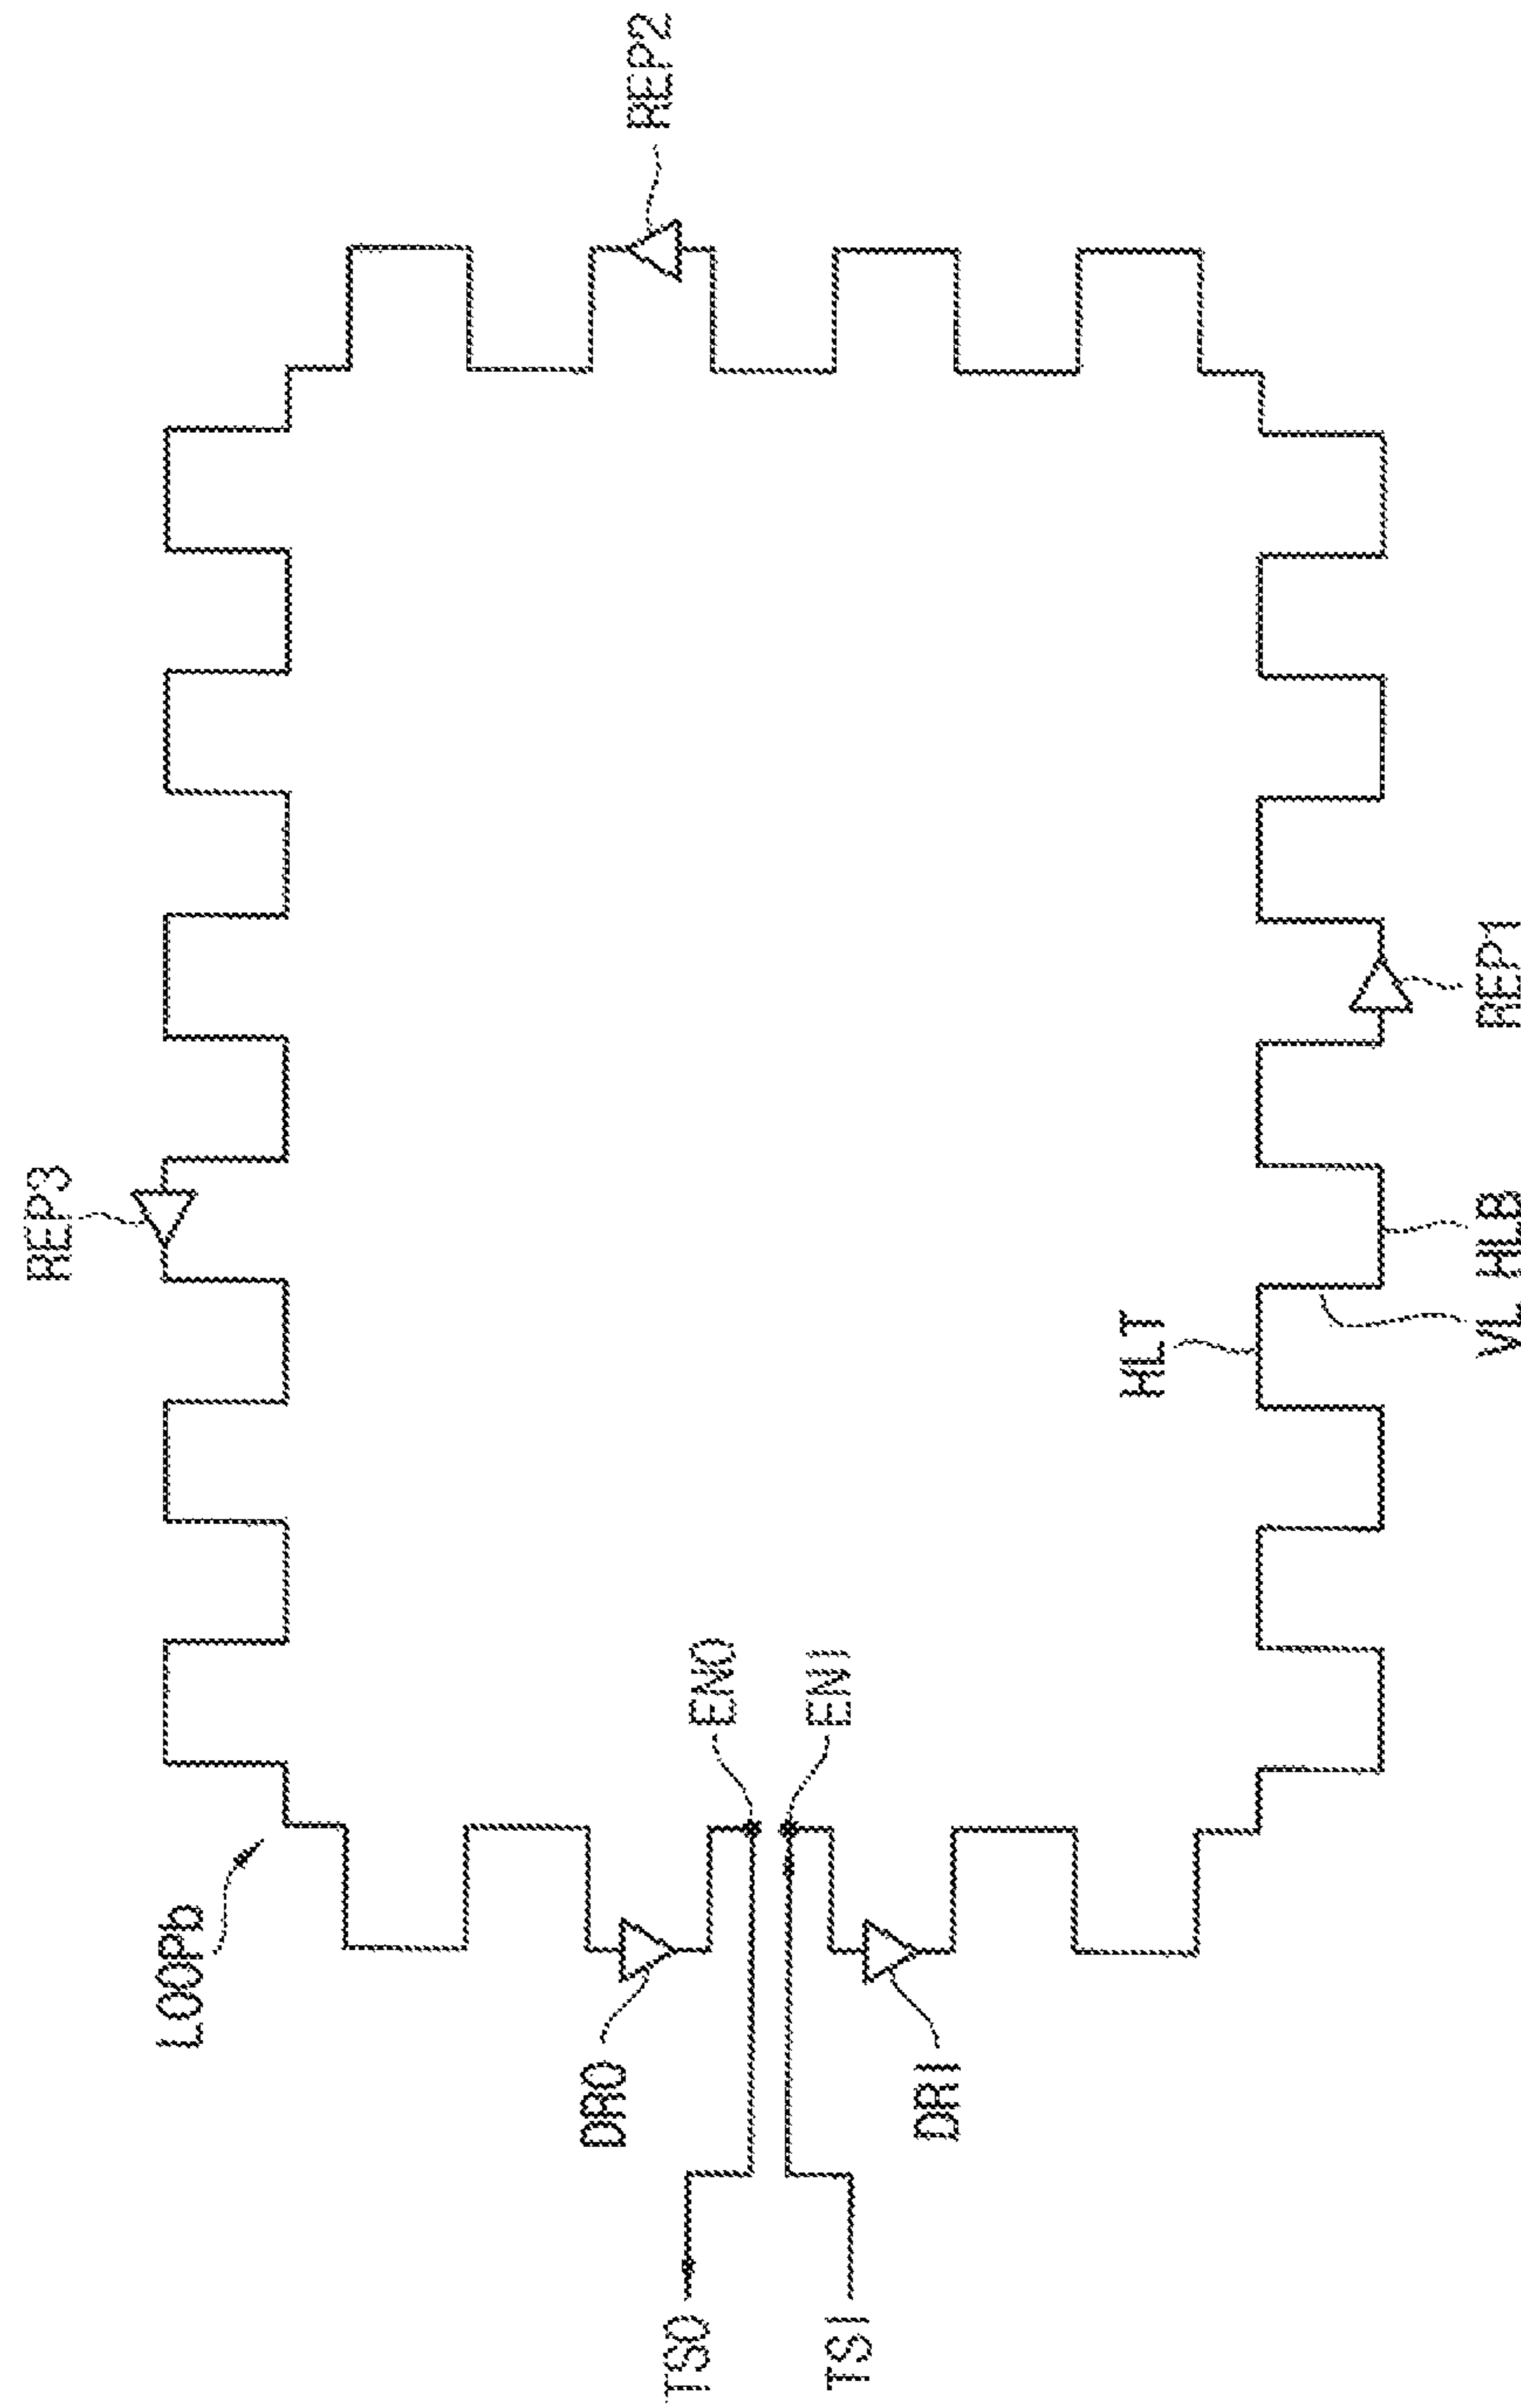 REP3
LOOPb
DRO
REP2
TSO
ENO
ENI
TSI
DRI
HLT
VL
HLB
REP1